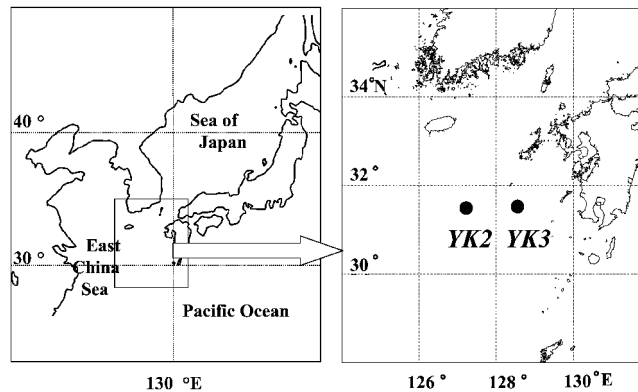 40°
Sea of
Japan
30°
East
China
Sea
Pacific Ocean
130 °E
34°N
32°
30°
YK2
YK3
126°
128°
130°E